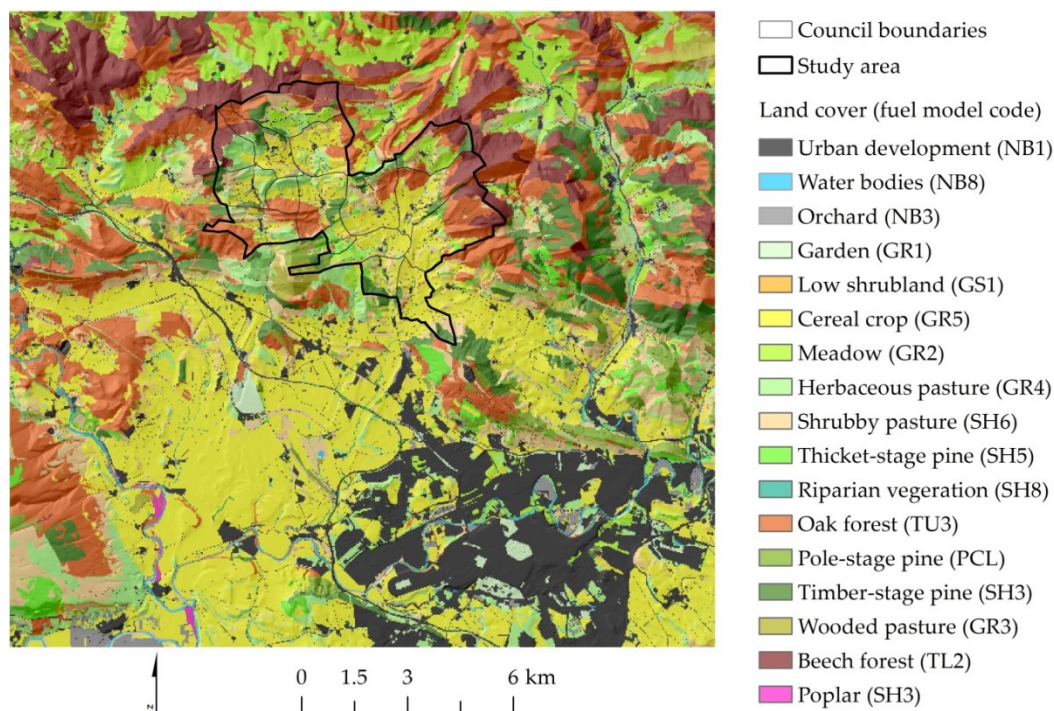 Council boundaries
Study area
Land cover (fuel model code)
Urban development (NB1)
Water bodies (NB8)
Orchard (NB3)
Garden (GR1)
Low shrubland (GS1)
Cereal crop (GR5)
Meadow (GR2)
Herbaceous pasture (GR4)
Shrubby pasture (SH6)
Thicket-stage pine (SH5)
Riparian vegeration (SH8)
Oak forest (TU3)
Pole-stage pine (PCL)
Timber-stage pine (SH3)
Wooded pasture (GR3)
Beech forest (TL2)
Poplar (SH3)
0 1.5 3 6 km
z